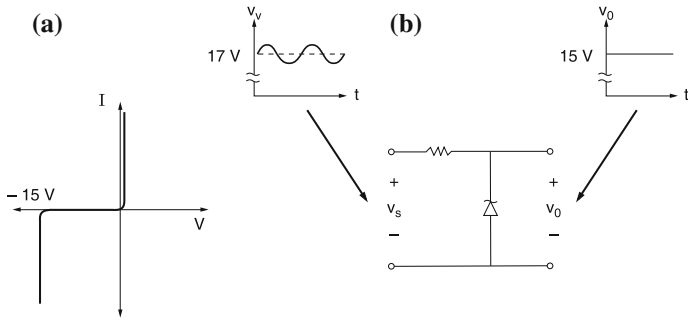 (a)
I
– 15 V
V
v_v
17 V
t
(b)
v_0
15 V
t
+
v_s
–
+
v_0
–